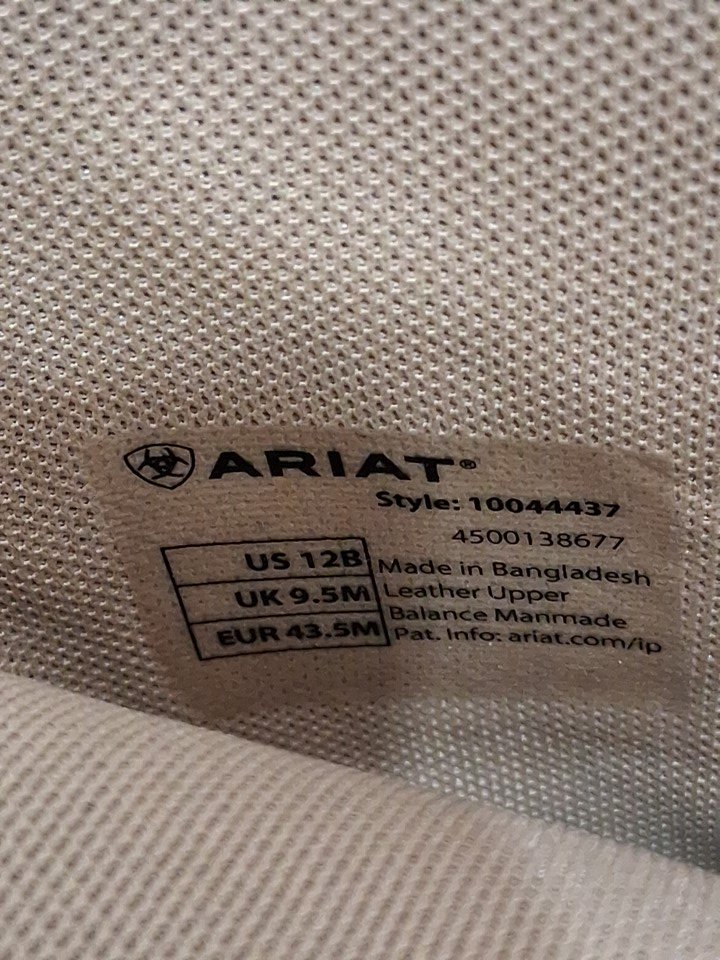 ARIAT®
Style: 10044437
4500138677
US 12B
UK 9.5M
EUR 43.5M
Made in Bangladesh
Leather Upper
Balance Manmade
Pat. Info: ariat.com/ip